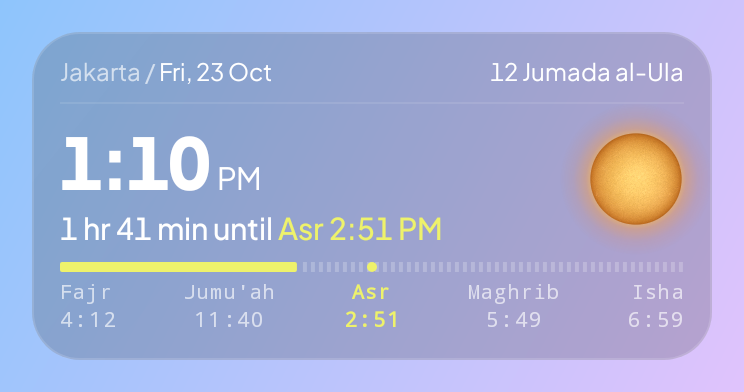 Jakarta / Fri, 23 Oct
12 Jumada al-Ula
1:10 PM
1 hr 41 min until Asr 2:51 PM
Fajr Jumu'ah Asr Maghrib Isha
4:12 11:40 2:51 5:49 6:59